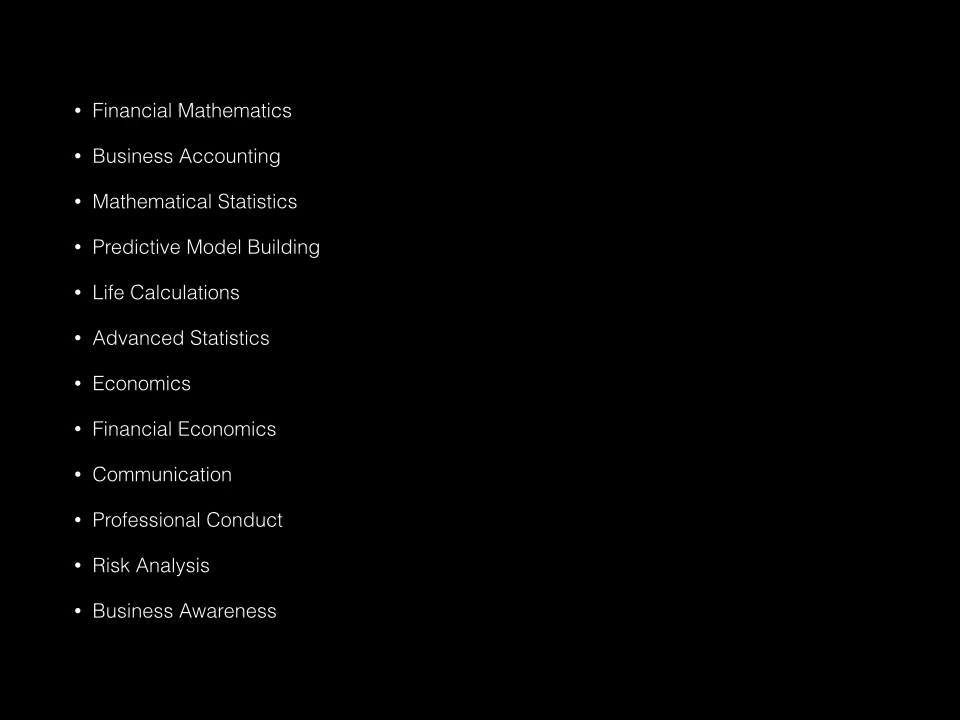 • Financial Mathematics
• Business Accounting
• Mathematical Statistics
• Predictive Model Building
• Life Calculations
• Advanced Statistics
• Economics
• Financial Economics
• Communication
• Professional Conduct
• Risk Analysis
• Business Awareness